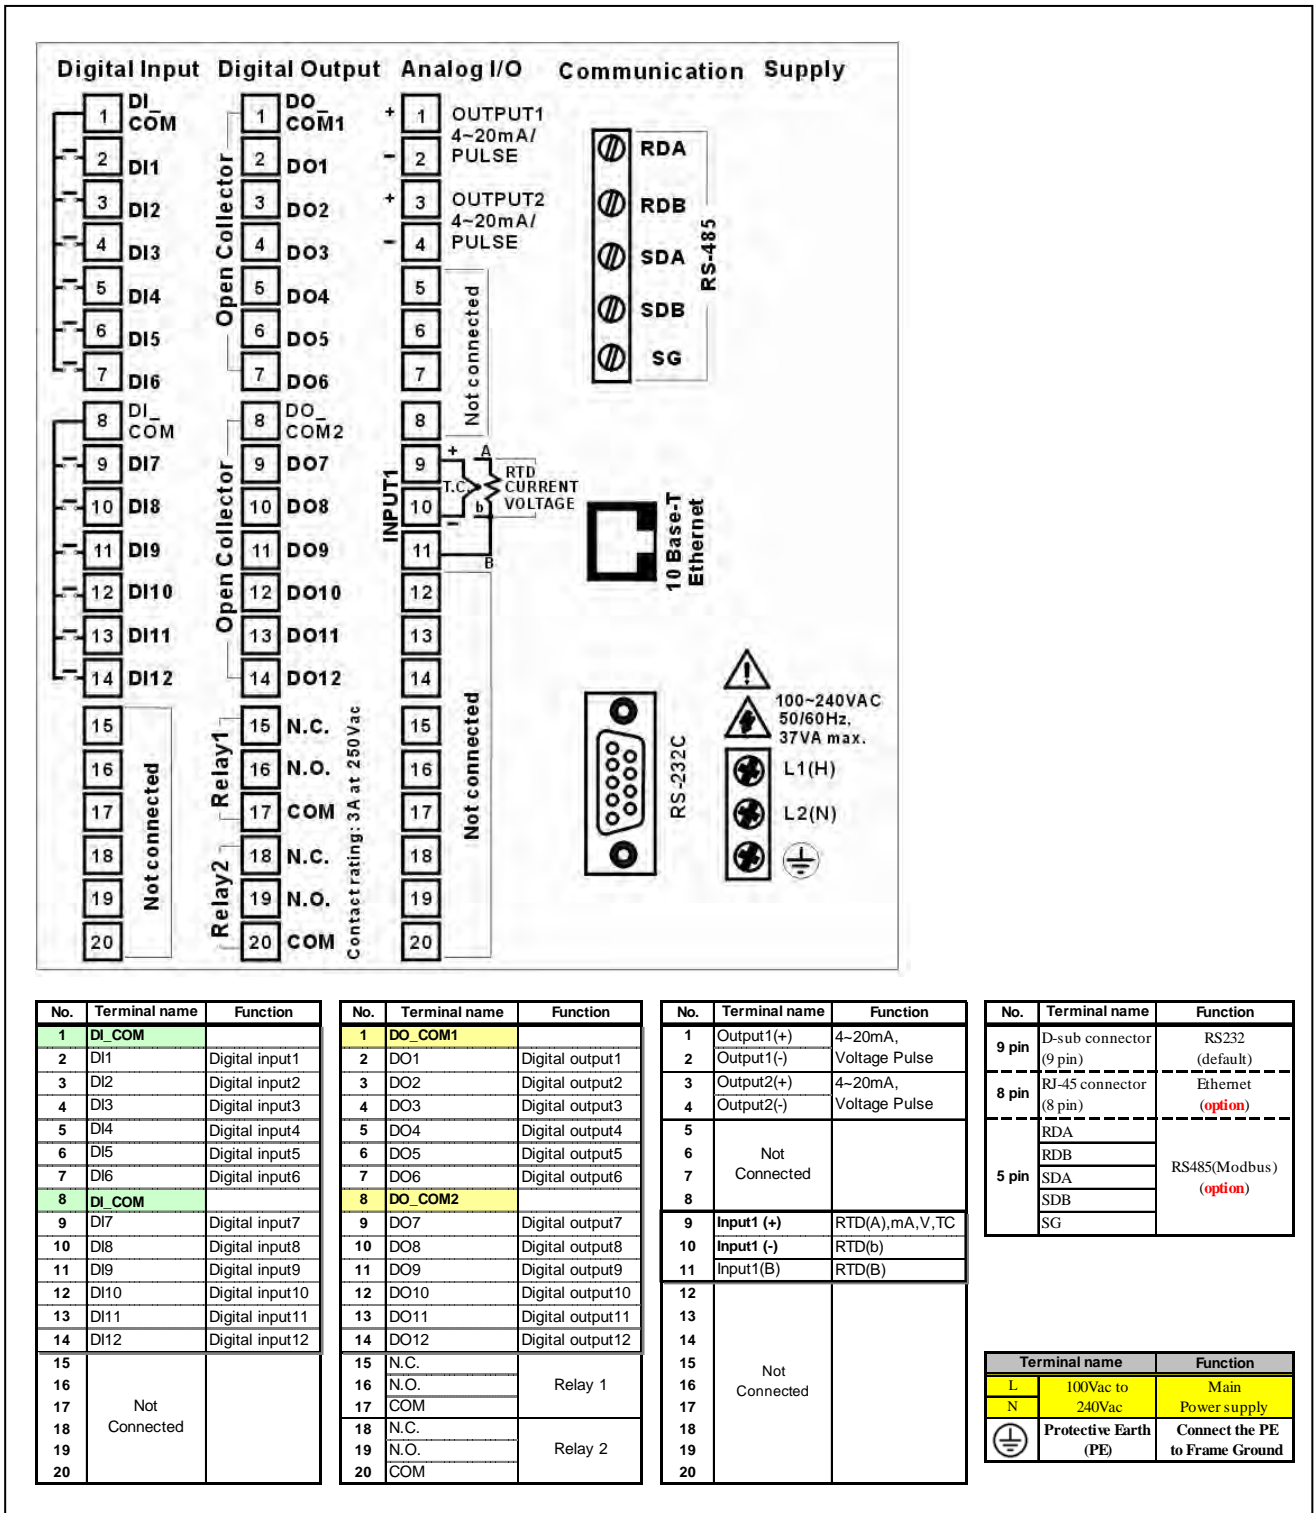 Digital Input Digital Output Analog I/O Communication Supply
1 DI_COM
2 DI1
3 DI2
4 DI3
5 DI4
6 DI5
7 DI6
8 DI_COM
9 DI7
10 DI8
11 DI9
12 DI10
13 DI11
14 DI12
15
16
17
18
19
20
Not connected
Open Collector
1 DO_COM1
2 DO1
3 DO2
4 DO3
5 DO4
6 DO5
7 DO6
Open Collector
8 DO_COM2
9 DO7
10 DO8
11 DO9
12 DO10
13 DO11
14 DO12
Relay1
15 N.C.
16 N.O.
17 COM
Relay2
18 N.C.
19 N.O.
20 COM
Contact rating: 3A at 250Vac
+ 1 OUTPUT1
4~20mA/
- 2 PULSE
+ 3 OUTPUT2
4~20mA/
- 4 PULSE
5
6
7
8
Not connected
INPUT1
9 + A
T.C. RTD
CURRENT
VOLTAGE
10 - b
11 B
12
13
14
15
16
17
18
19
20
Not connected
RDA
RDB
SDA
SDB
SG
RS-485
10 Base-T
Ethernet
RS-232C
100~240VAC
50/60Hz,
37VA max.
L1(H)
L2(N)
No. Terminal name Function
1 DI_COM
2 DI1 Digital input1
3 DI2 Digital input2
4 DI3 Digital input3
5 DI4 Digital input4
6 DI5 Digital input5
7 DI6 Digital input6
8 DI_COM
9 DI7 Digital input7
10 DI8 Digital input8
11 DI9 Digital input9
12 DI10 Digital input10
13 DI11 Digital input11
14 DI12 Digital input12
15
16
17 Not
18 Connected
19
20
No. Terminal name Function
1 DO_COM1
2 DO1 Digital output1
3 DO2 Digital output2
4 DO3 Digital output3
5 DO4 Digital output4
6 DO5 Digital output5
7 DO6 Digital output6
8 DO_COM2
9 DO7 Digital output7
10 DO8 Digital output8
11 DO9 Digital output9
12 DO10 Digital output10
13 DO11 Digital output11
14 DO12 Digital output12
15 N.C.
16 N.O. Relay 1
17 COM
18 N.C.
19 N.O. Relay 2
20 COM
No. Terminal name Function
1 Output1(+) 4~20mA,
2 Output1(-) Voltage Pulse
3 Output2(+) 4~20mA,
4 Output2(-) Voltage Pulse
5
6 Not
7 Connected
8
9 Input1 (+) RTD(A),mA,V,TC
10 Input1 (-) RTD(b)
11 Input1(B) RTD(B)
12
13
14
15 Not
16 Connected
17
18
19
20
No. Terminal name Function
9 pin D-sub connector RS232
(9 pin) (default)
8 pin RJ-45 connector Ethernet
(8 pin) (option)
RDA
RDB
5 pin SDA RS485(Modbus)
SDB (option)
SG
Terminal name Function
L 100Vac to Main
N 240Vac Power supply
Protective Earth Connect the PE
(PE) to Frame Ground